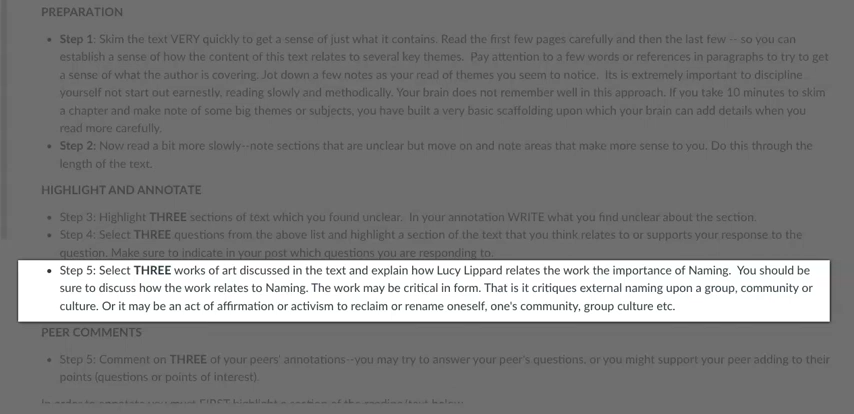 PREPARATION
• Step 1: Skim the text VERY quickly to get a sense of just what it contains. Read the first few pages carefully and then the last few -- so you can
establish a sense of how the content of this text relates to several key themes. Pay attention to a few words or references in paragraphs to try to get
a sense of what the author is covering. Jot down a few notes as your read of themes you seem to notice. Its is extremely important to discipline
yourself not start out earnestly, reading slowly and methodically. Your brain does not remember well in this approach. If you take 10 minutes to skim
a chapter and make note of some big themes or subjects, you have built a very basic scaffolding upon which your brain can add details when you
read more carefully.
• Step 2: Now read a bit more slowly--note sections that are unclear but move on and note areas that make more sense to you. Do this through the
length of the text.
HIGHLIGHT AND ANNOTATE
• Step 3: Highlight THREE sections of text which you found unclear. In your annotation WRITE what you find unclear about the section.
• Step 4: Select THREE questions from the above list and highlight a section of the text that you think relates to or supports your response to the
question. Make sure to indicate in your post which questions you are responding to.
• Step 5: Select THREE works of art discussed in the text and explain how Lucy Lippard relates the work the importance of Naming. You should be
sure to discuss how the work relates to Naming. The work may be critical in form. That is it critiques external naming upon a group, community or
culture. Or it may be an act of affirmation or activism to reclaim or rename oneself, one's community, group culture etc.
PEER COMMENTS
• Step 5: Comment on THREE of your peers' annotations--you may try to answer your peer's questions, or you might support your peer adding to their
points (questions or points of interest).
In order to annotate you must FIRST highlight a section of the reading/text below